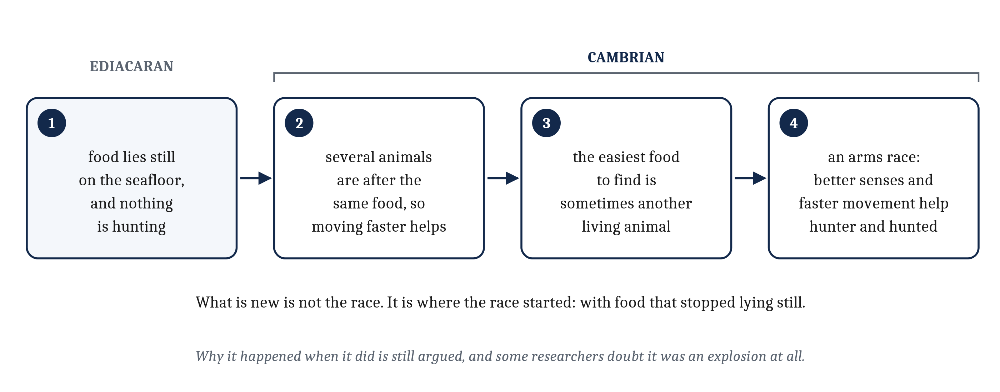 EDIACARAN
CAMBRIAN
1
food lies still
on the seafloor,
and nothing
is hunting
2
several animals
are after the
same food, so
moving faster helps
3
the easiest food
to find is
sometimes another
living animal
4
an arms race:
better senses and
faster movement help
hunter and hunted
What is new is not the race. It is where the race started: with food that stopped lying still.
Why it happened when it did is still argued, and some researchers doubt it was an explosion at all.